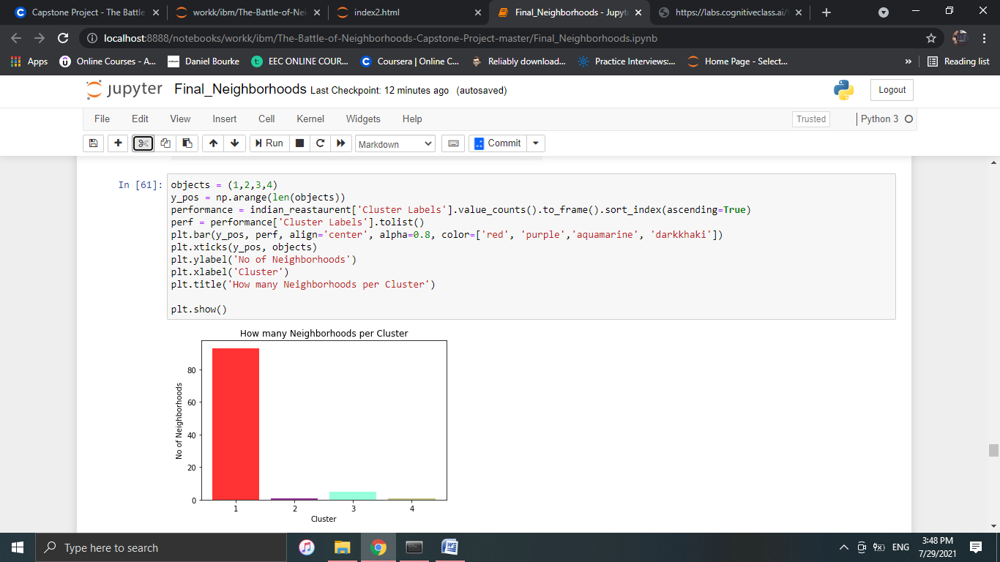 Capstone Project - The Battle
workk/ibm/The-Battle-of-Nei
index2.html
Final_Neighborhoods - Jupyt
https://labs.cognitiveclass.ai/t
localhost:8888/notebooks/workk/ibm/The-Battle-of-Neighborhoods-Capstone-Project-master/Final_Neighborhoods.ipynb
Apps
Online Courses - A...
Daniel Bourke
EEC ONLINE COUR...
Coursera | Online C...
Reliably download...
Practice Interviews:...
Home Page - Select...
»
Reading list
jupyter Final_Neighborhoods Last Checkpoint: 12 minutes ago (autosaved)
Logout
File Edit View Insert Cell Kernel Widgets Help
Trusted
Python 3
Run
Markdown
Commit
In [61]:
objects = (1,2,3,4)
y_pos = np.arange(len(objects))
performance = indian_reastaurent['Cluster Labels'].value_counts().to_frame().sort_index(ascending=True)
perf = performance['Cluster Labels'].tolist()
plt.bar(y_pos, perf, align='center', alpha=0.8, color=['red', 'purple','aquamarine', 'darkkhaki'])
plt.xticks(y_pos, objects)
plt.ylabel('No of Neighborhoods')
plt.xlabel('Cluster')
plt.title('How many Neighborhoods per Cluster')
plt.show()
How many Neighborhoods per Cluster
No of Neighborhoods
80
60
40
20
0
1 2 3 4
Cluster
Type here to search
ENG
3:48 PM
7/29/2021